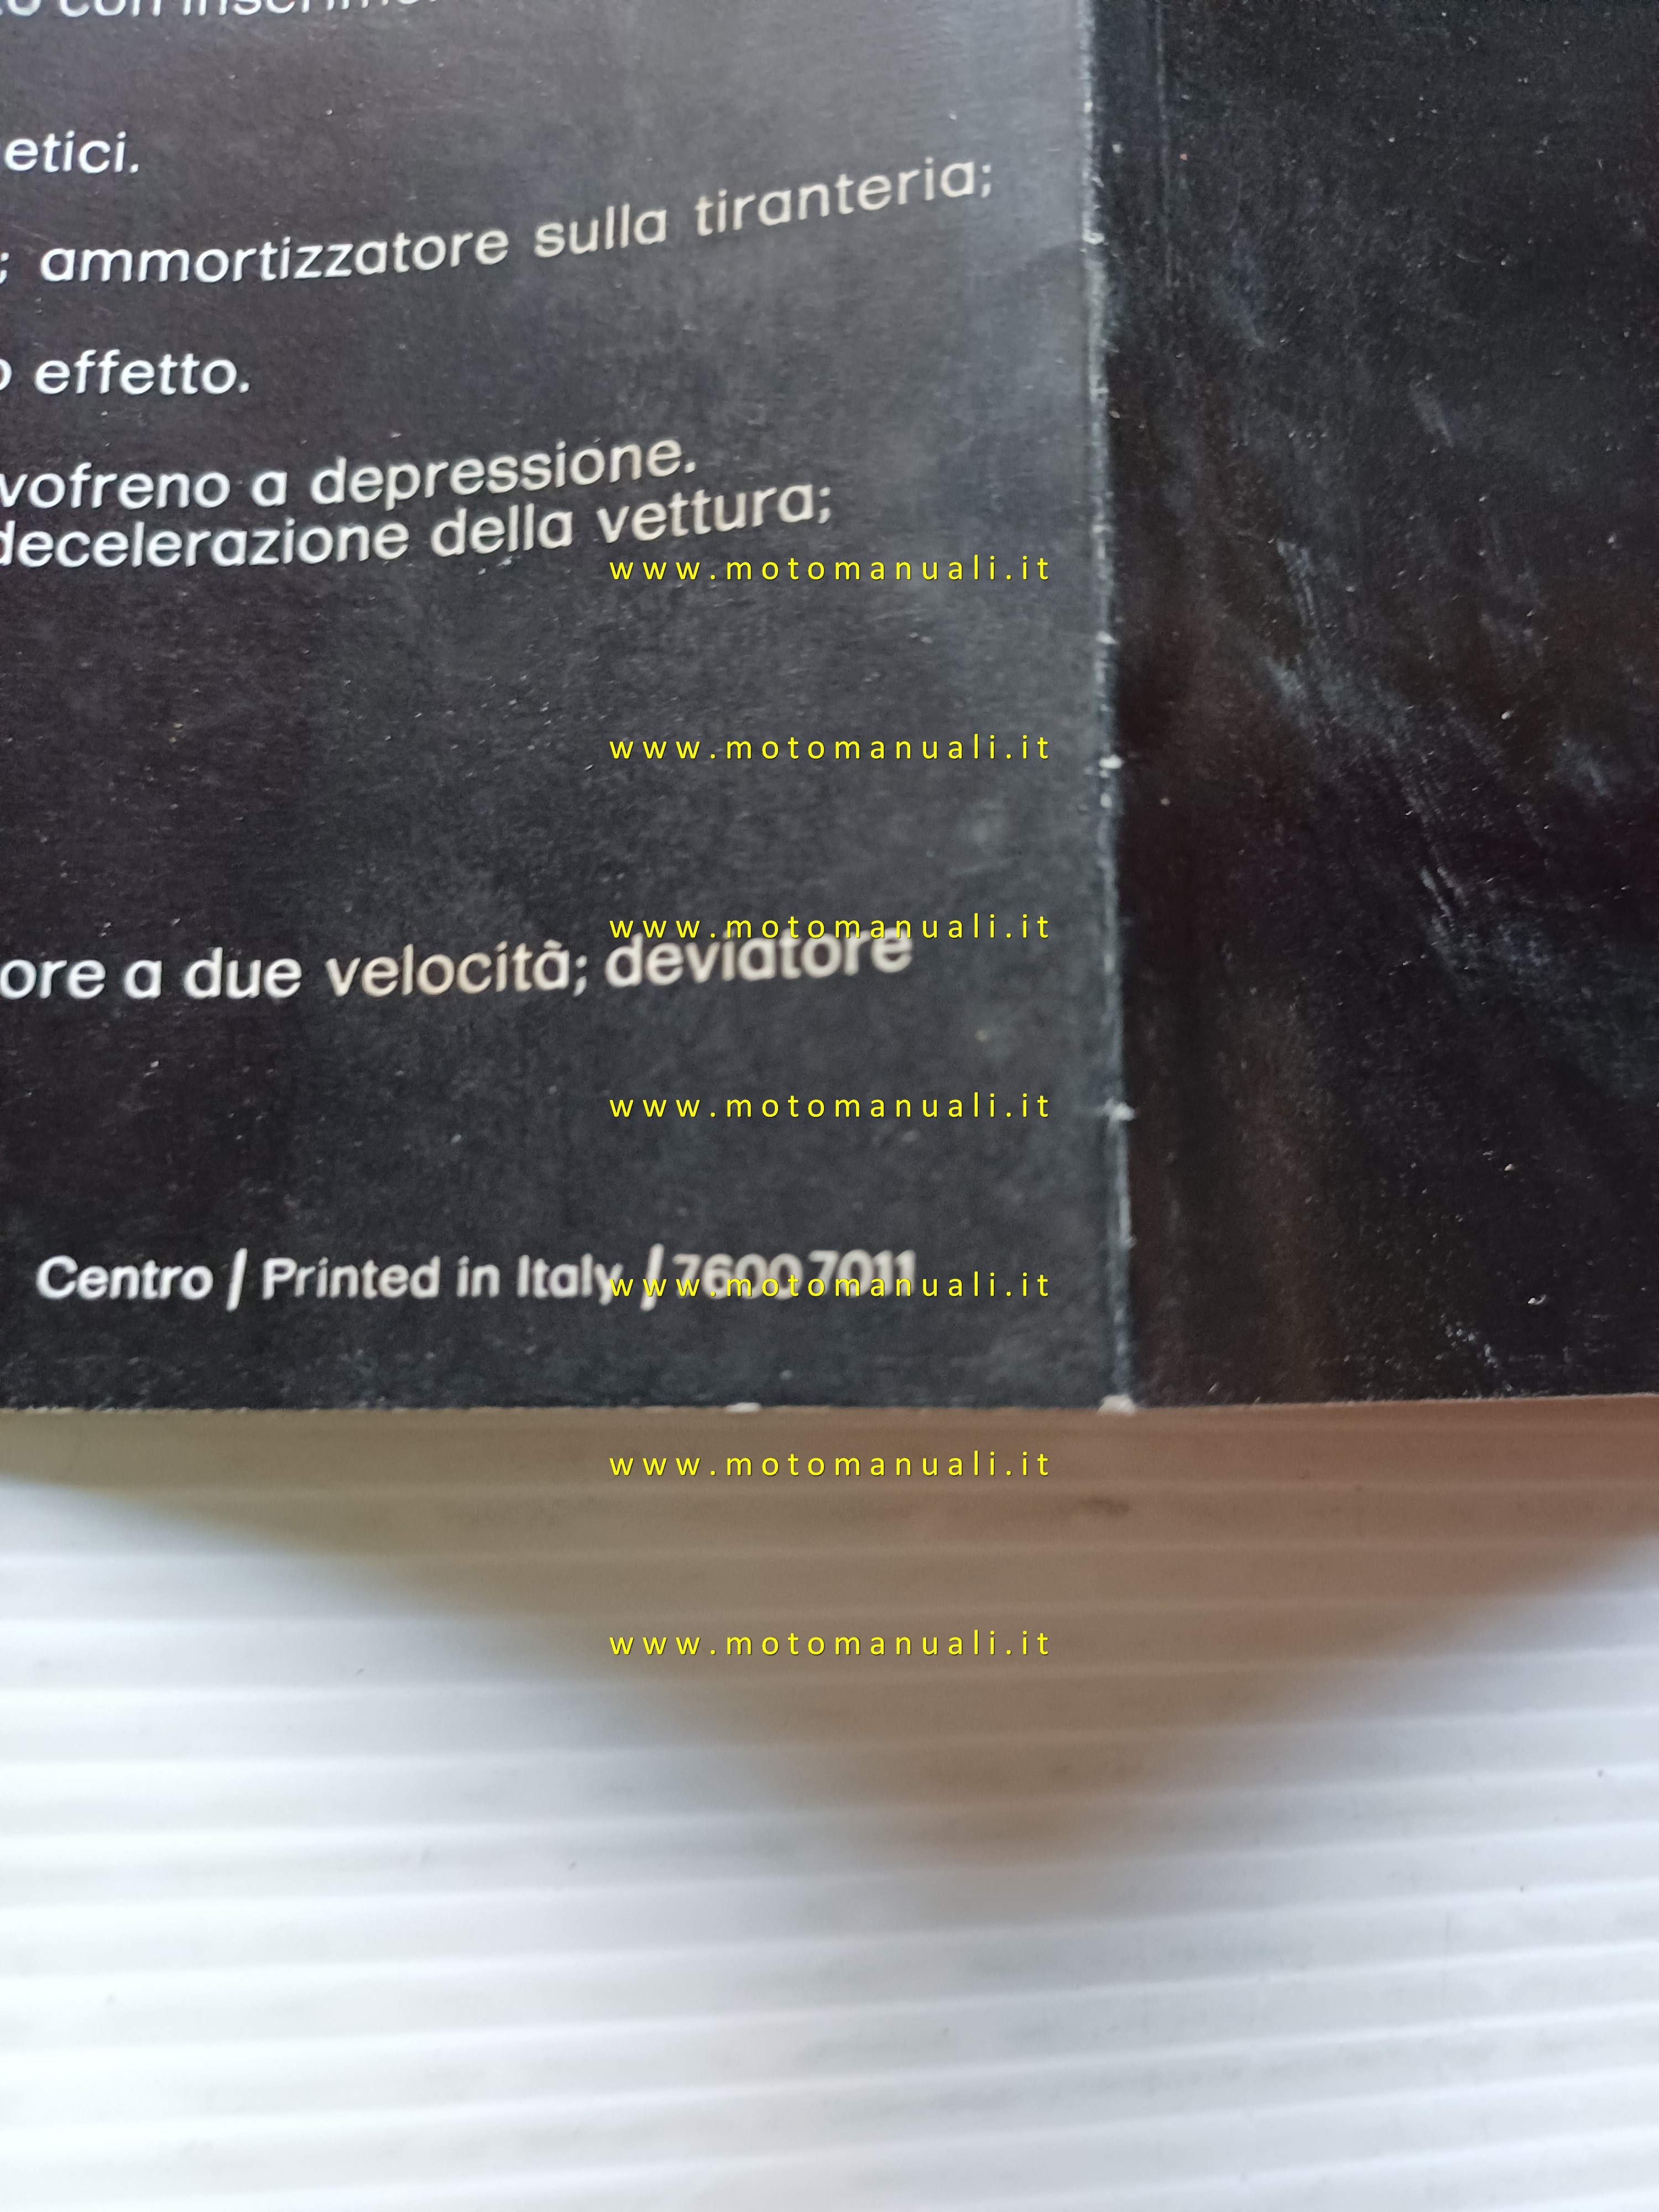 con
etici.
; ammortizzatore sulla tiranteria;
effetto.
vofreno a depressione.
decelerazione della vettura;
www.motomanuali.it
www.motomanuali.it
www.motomanuali.it
ore a due velocità; deviatore
www.motomanuali.it
Centro / Printed in Italy / 76007011
www.motomanuali.it
www.motomanuali.it
www.motomanuali.it